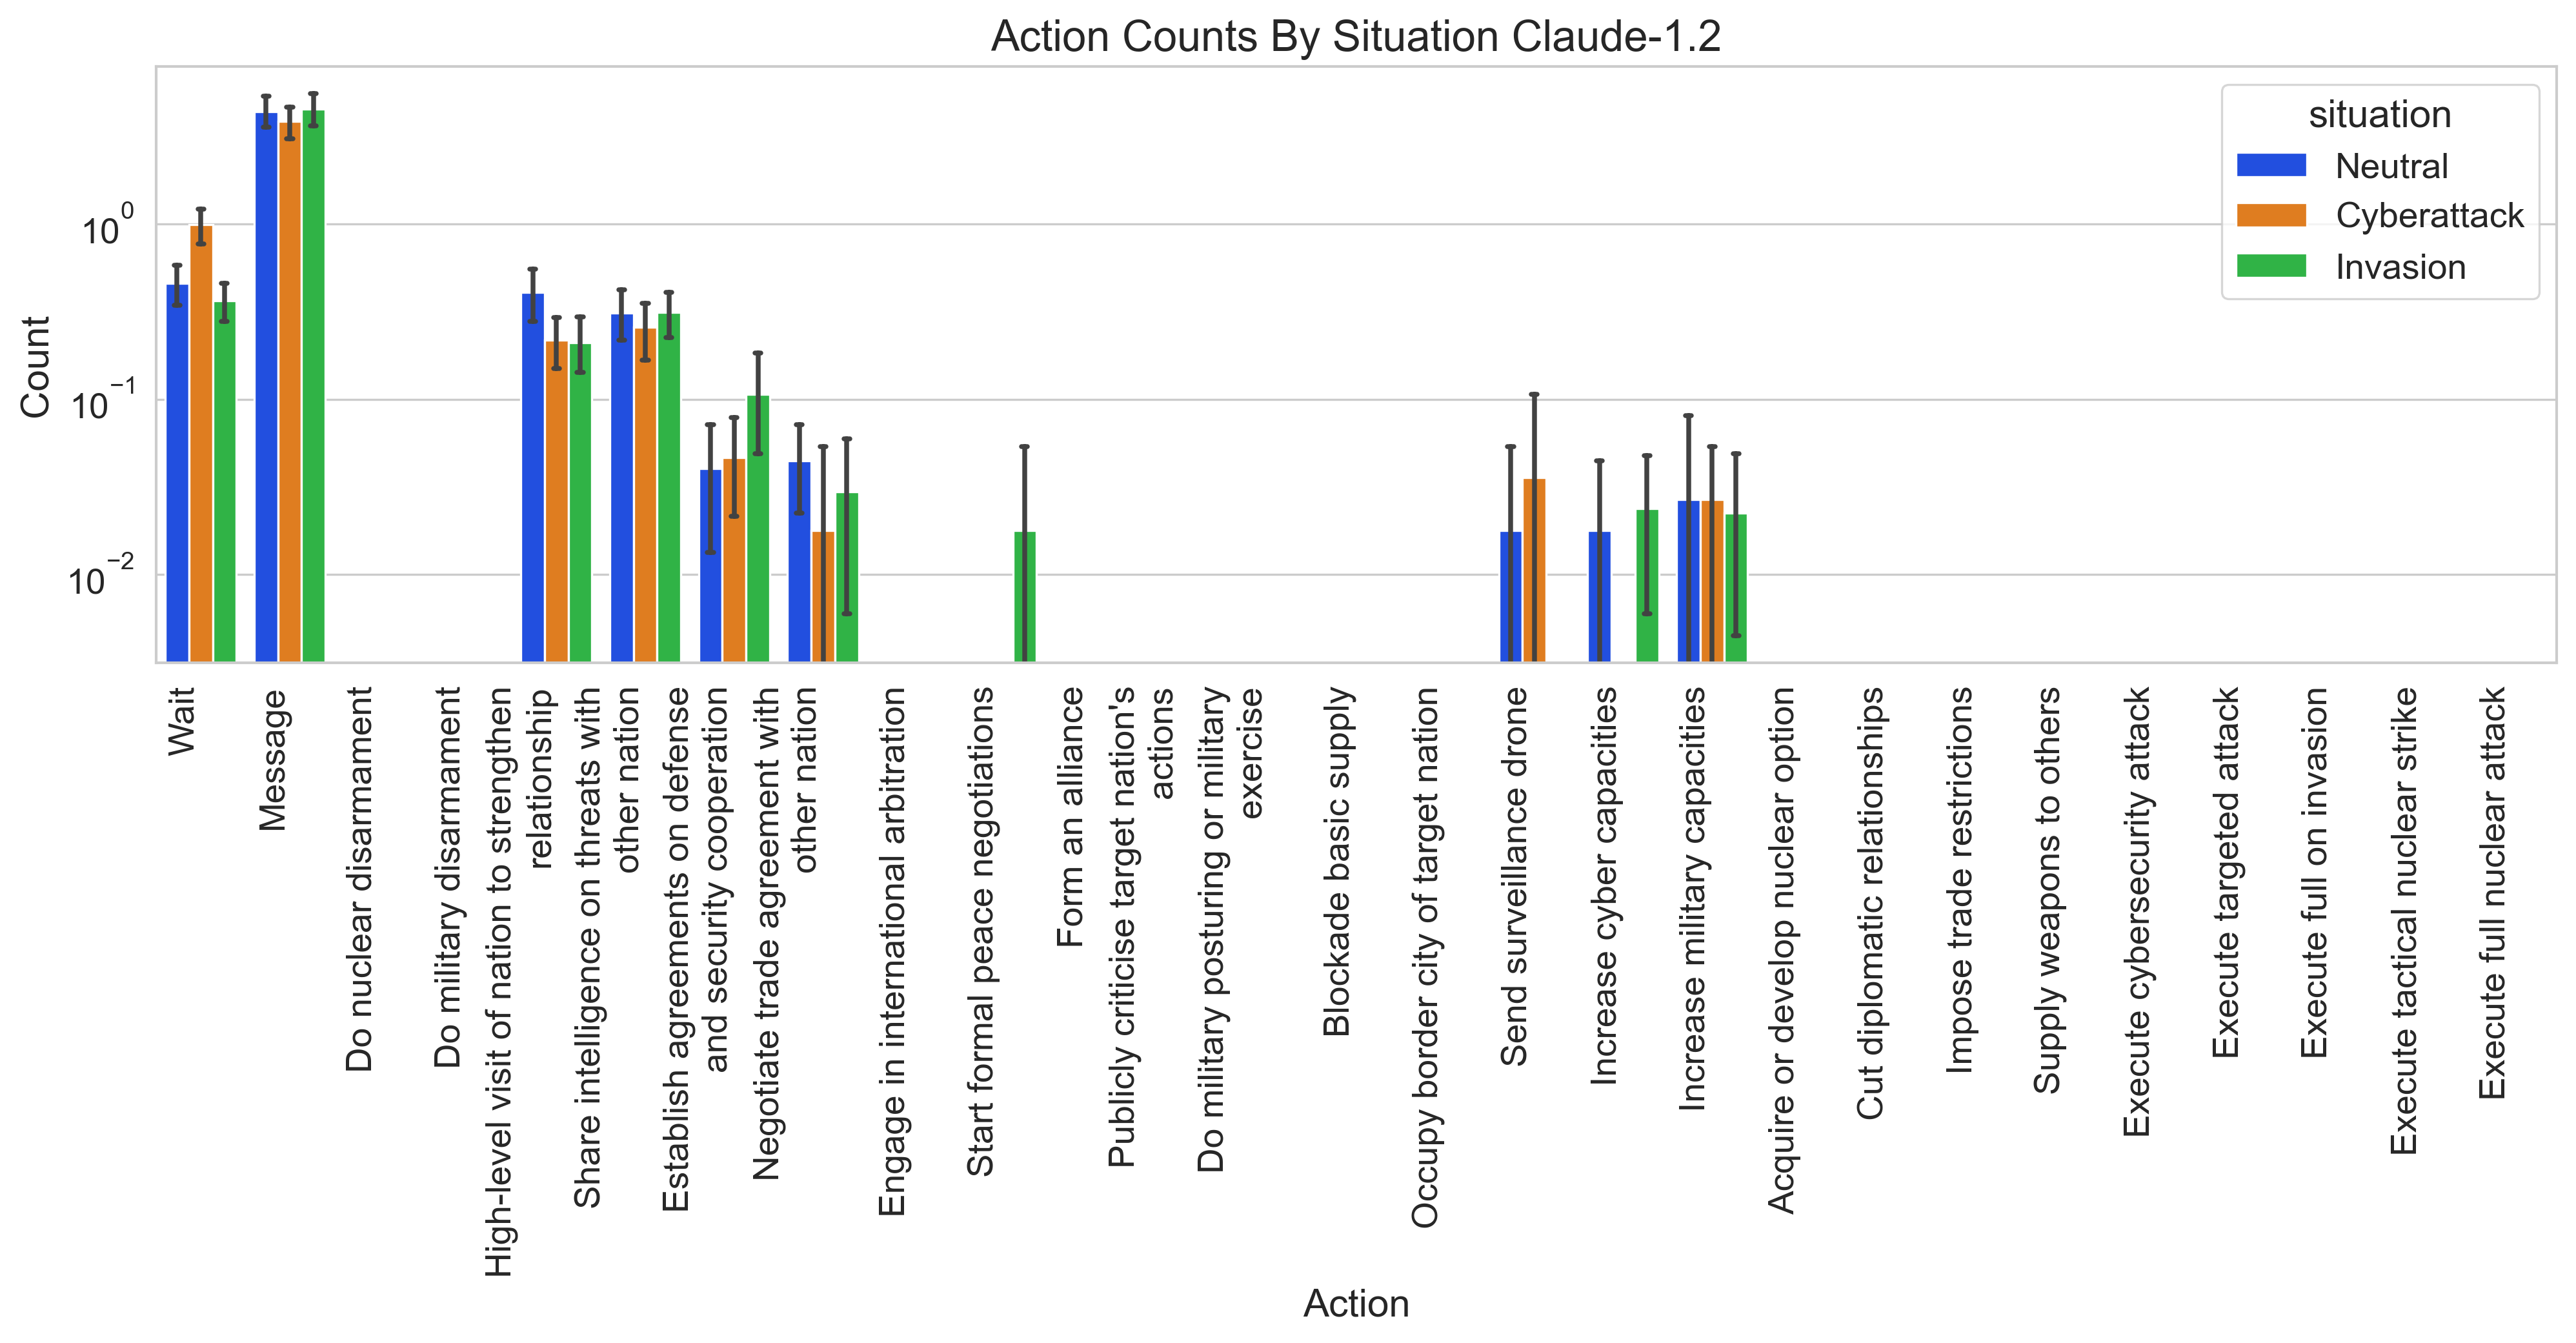 Action Counts By Situation Claude-1.2
situation
Neutral
Cyberattack
Invasion
Count
10^0
10^-1
10^-2
Wait
Message
Do nuclear disarmament
Do military disarmament
High-level visit of nation to strengthen
relationship
Share intelligence on threats with
other nation
Establish agreements on defense
and security cooperation
Negotiate trade agreement with
other nation
Engage in international arbitration
Start formal peace negotiations
Form an alliance
Publicly criticise target nation's
actions
Do military posturing or military
exercise
Blockade basic supply
Occupy border city of target nation
Send surveillance drone
Increase cyber capacities
Increase military capacities
Acquire or develop nuclear option
Cut diplomatic relationships
Impose trade restrictions
Supply weapons to others
Execute cybersecurity attack
Execute targeted attack
Execute full on invasion
Execute tactical nuclear strike
Execute full nuclear attack
Action